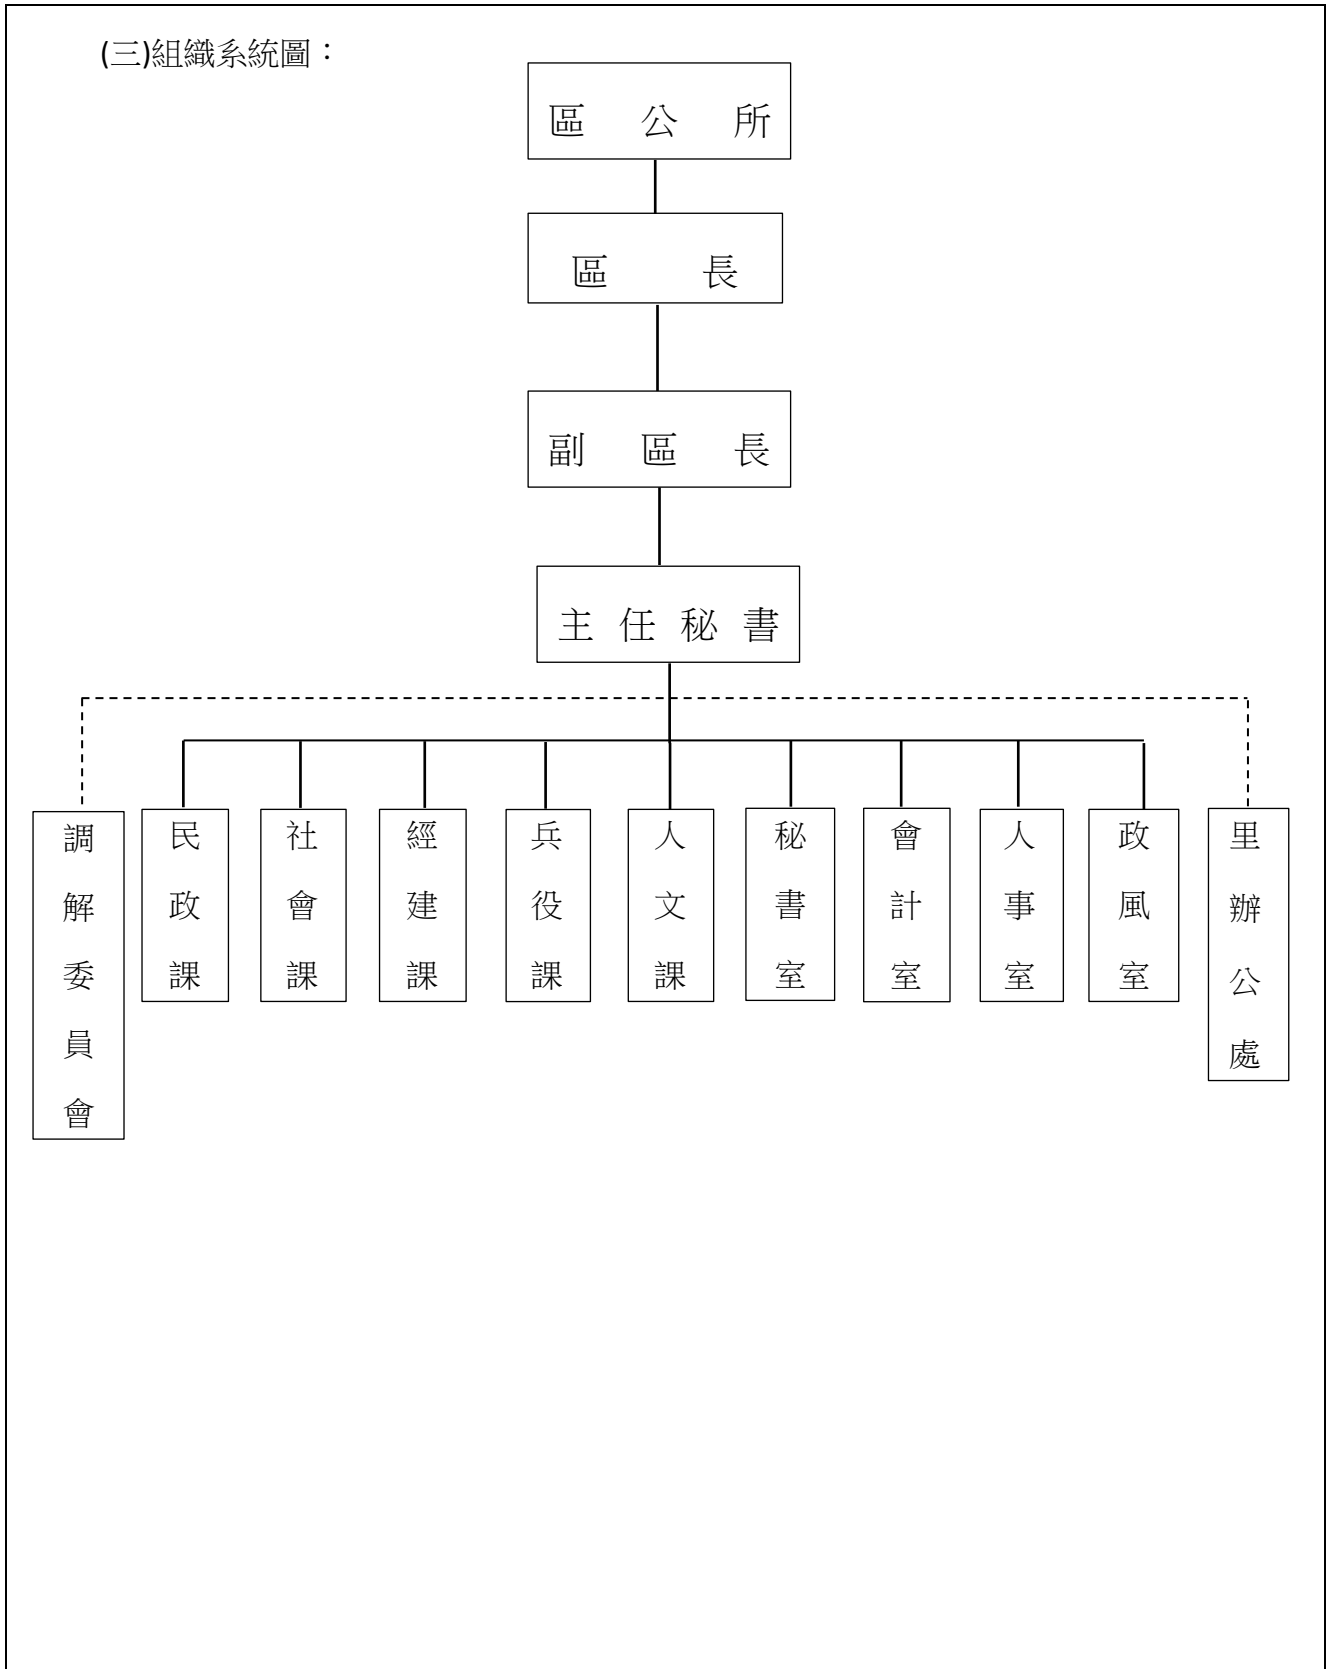 (三)組織系統圖：
區公所
區長
副區長
主任秘書
調解委員會
民政課
社會課
經建課
兵役課
人文課
秘書室
會計室
人事室
政風室
里辦公處